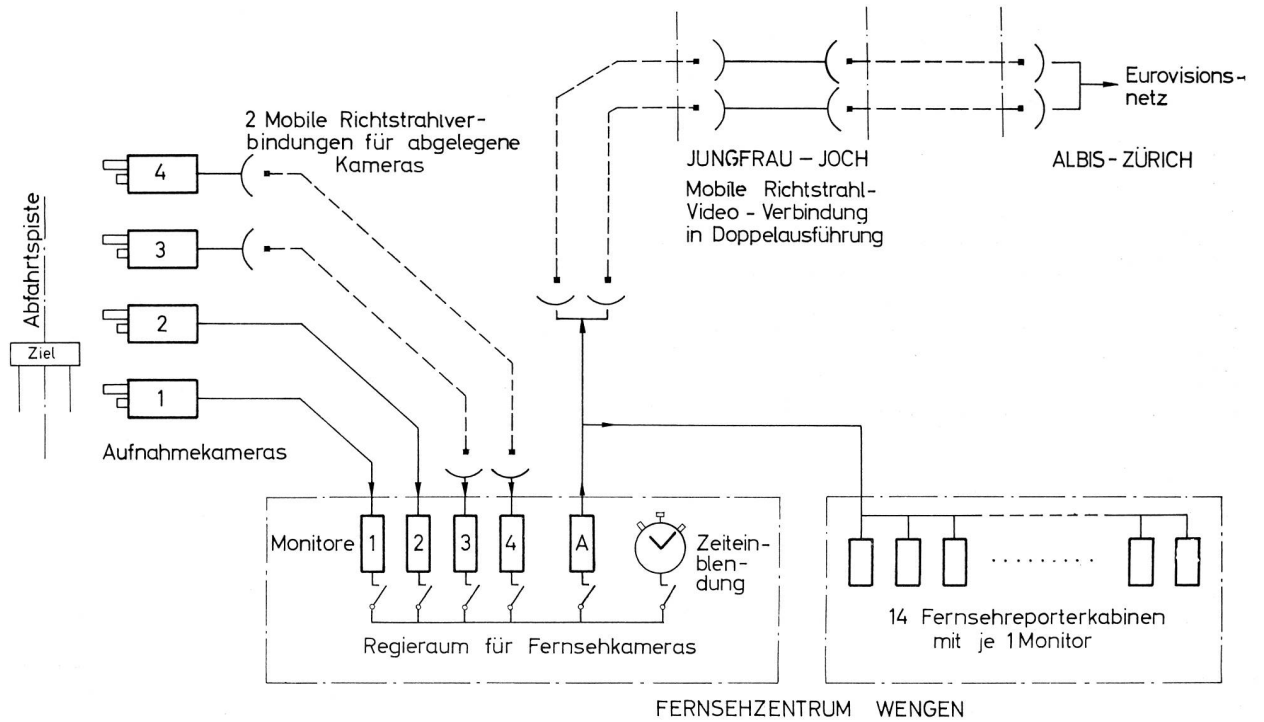 Eurovisions-
netz
2 Mobile Richtstrahlver-
bindungen für abgelegene
Kameras
JUNGFRAU – JOCH
ALBIS - ZÜRICH
Mobile Richtstrahl-
Video - Verbindung
in Doppelausführung
Abfahrtspiste
Ziel
4
3
2
1
Aufnahmekameras
Monitore
1
2
3
4
A
Zeitein-
blen-
dung
Regieraum für Fernsehkameras
14 Fernsehreporterkabinen
mit je 1 Monitor
FERNSEHZENTRUM WENGEN